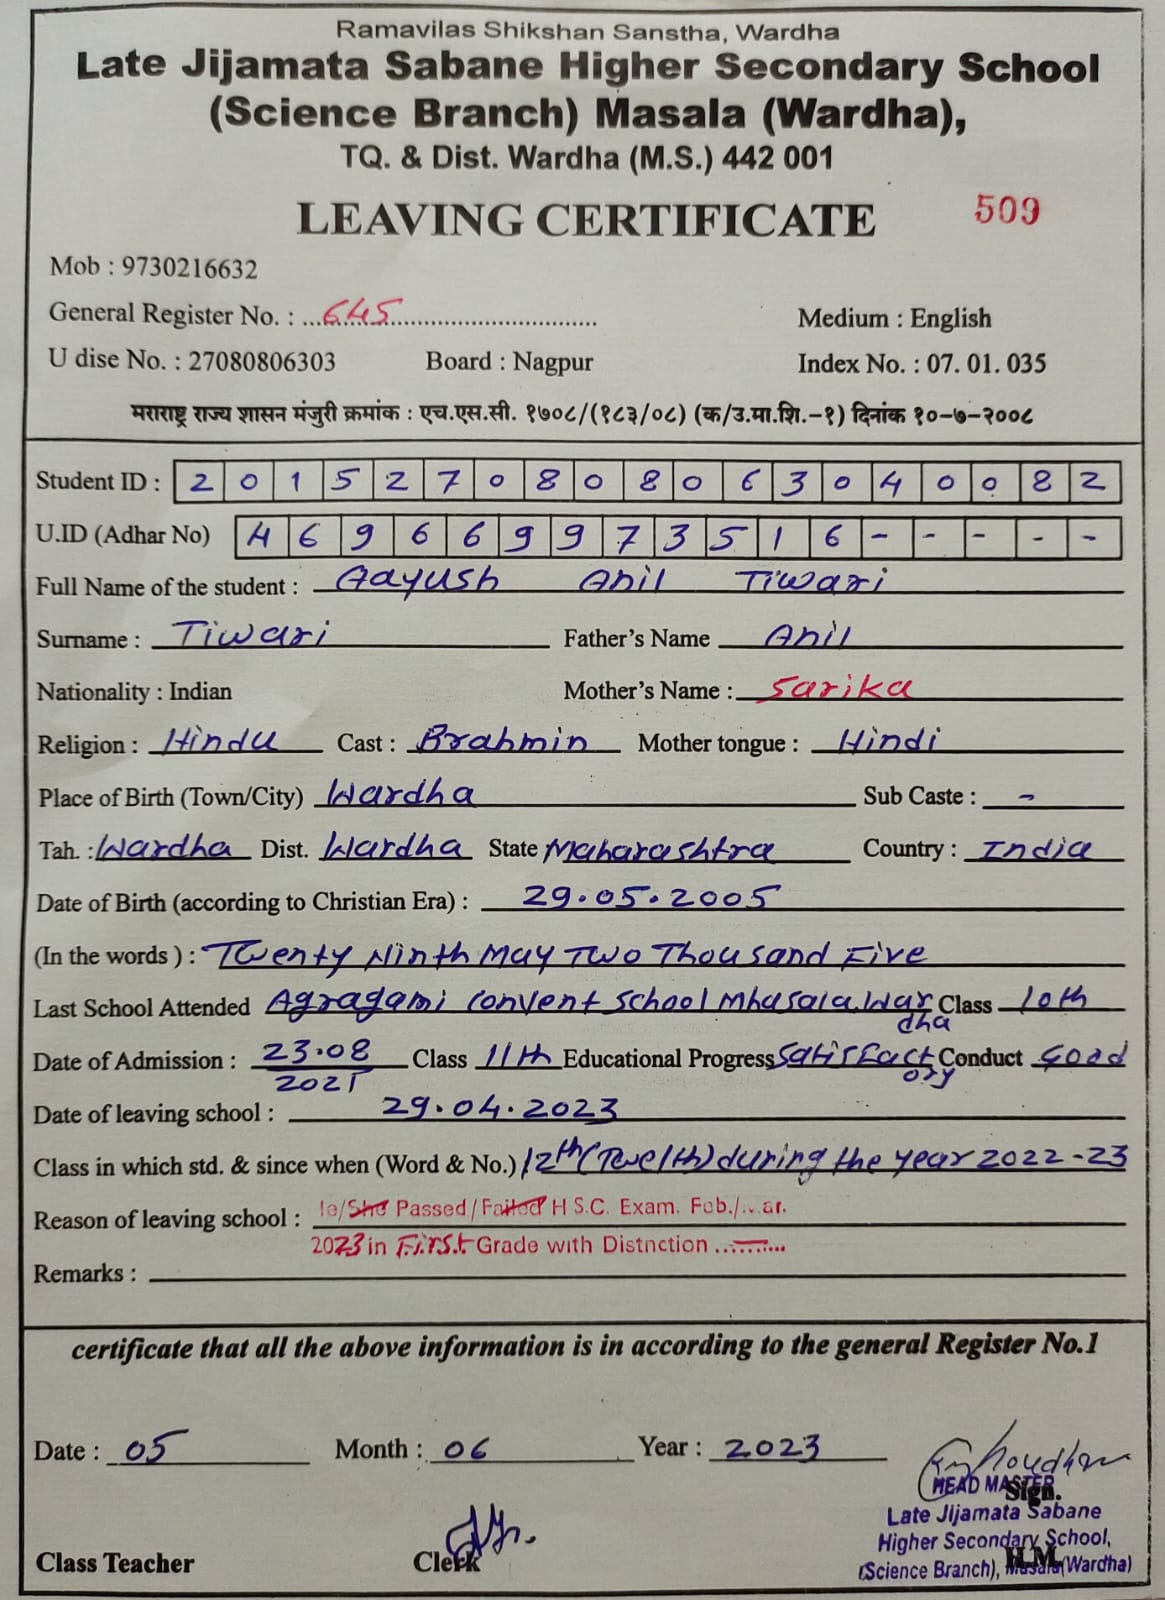 Ramavilas Shikshan Sanstha, Wardha
Late Jijamata Sabane Higher Secondary School
(Science Branch) Masala (Wardha),
TQ. & Dist. Wardha (M.S.) 442 001
LEAVING CERTIFICATE 509
Mob : 9730216632
General Register No. : 645 Medium : English
U dise No. : 27080806303 Board : Nagpur Index No. : 07. 01. 035
मराराष्ट्र राज्य शासन मंजुरी क्रमांक : एच.एस.सी. १७०८/(१८३/०८) (क/उ.मा.शि.-१) दिनांक १०-७-२००८
Student ID : 2 0 1 5 2 7 0 8 0 8 0 6 3 0 4 0 0 8 2
U.ID (Adhar No) 4 6 9 6 6 9 9 7 3 5 1 6 - - - - -
Full Name of the student : Aayush Anil Tiwari
Surname : Tiwari Father's Name Anil
Nationality : Indian Mother's Name : Sarika
Religion : Hindu Cast : Brahmin Mother tongue : Hindi
Place of Birth (Town/City) Wardha Sub Caste : -
Tah. : Wardha Dist. Wardha State Maharashtra Country : India
Date of Birth (according to Christian Era) : 29.05.2005
(In the words ) : Twenty Ninth May Two Thousand Five
Last School Attended Agragami Convent School Mhasala.Wardha Class 10th
Date of Admission : 23.08 2021 Class 11th Educational Progress Satisfactory Conduct Good
Date of leaving school : 29.04.2023
Class in which std. & since when (Word & No.) 12th (Twelth) during the year 2022-23
Reason of leaving school : He/She Passed/Failed H S.C. Exam. Feb./Mar.
2023 in First Grade with Distnction ..........
Remarks :
certificate that all the above information is in according to the general Register No.1
Date : 05 Month : 06 Year : 2023
HEAD MASTER
Sign.
Late Jijamata Sabane
Higher Secondary School,
Class Teacher Clerk H.M.
(Science Branch), Masala (Wardha)